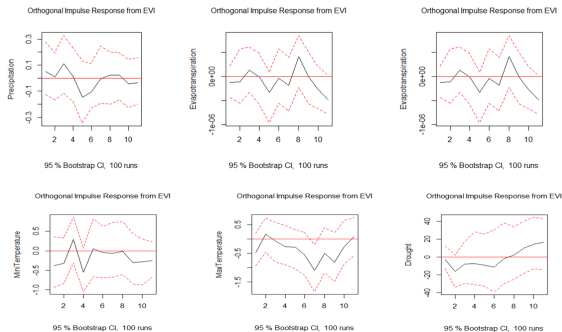 Orthogonal Impulse Response from EVI
Precipitation
0.3
0.1
-0.1
-0.3
2 4 6 8 10
95 % Bootstrap CI, 100 runs
Orthogonal Impulse Response from EVI
Evapotranspiration
0e+00
-1e-06
2 4 6 8 10
95 % Bootstrap CI, 100 runs
Orthogonal Impulse Response from EVI
Evapotranspiration
0e+00
-1e-06
2 4 6 8 10
95 % Bootstrap CI, 100 runs
Orthogonal Impulse Response from EVI
MiniTemperature
0.5
0.0
-0.5
-1.0
2 4 6 8 10
95 % Bootstrap CI, 100 runs
Orthogonal Impulse Response from EVI
MaxTemperature
0.5
-0.5
-1.5
2 4 6 8 10
95 % Bootstrap CI, 100 runs
Orthogonal Impulse Response from EVI
Drought
40
20
0
-20
-40
2 4 6 8 10
95 % Bootstrap CI, 100 runs